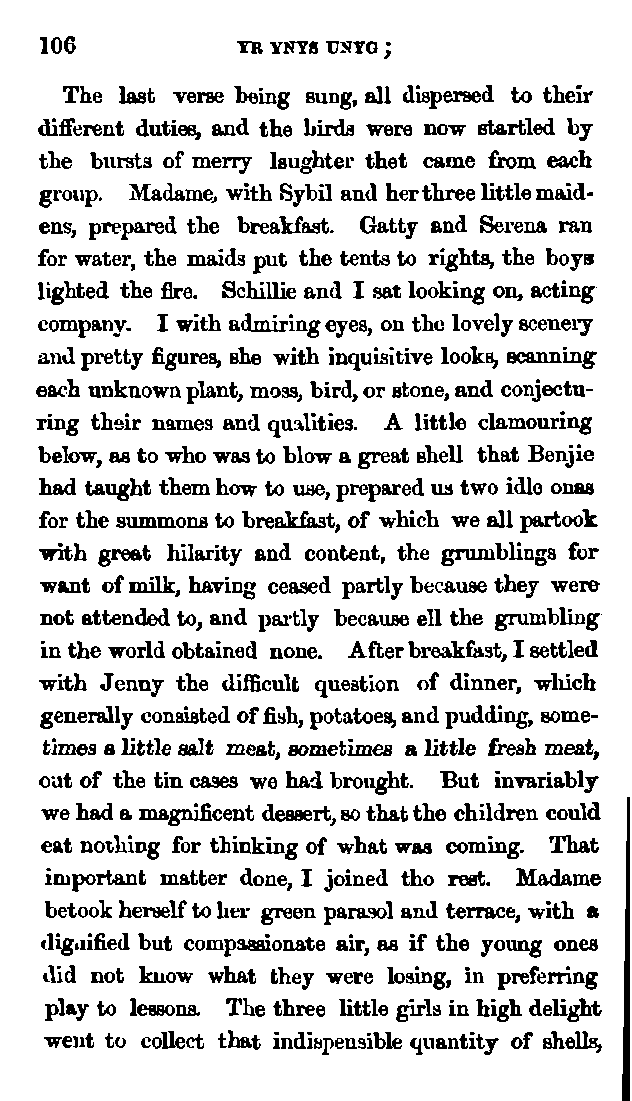 106 YR YNYS UNYG ;
The last verse being sung, all dispersed to their
different duties, and the birds were now startled by
the bursts of merry laughter that came from each
group. Madame, with Sybil and her three little maid-
ens, prepared the breakfast. Gatty and Serena ran
for water, the maids put the tents to rights, the boys
lighted the fire. Schillie and I sat looking on, acting
company. I with admiring eyes, on the lovely scenery
and pretty figures, she with inquisitive looks, scanning
each unknown plant, moss, bird, or stone, and conjectu-
ring their names and qualities. A little clamouring
below, as to who was to blow a great shell that Benjie
had taught them how to use, prepared us two idle ones
for the summons to breakfast, of which we all partook
with great hilarity and content, the grumblings for
want of milk, having ceased partly because they were
not attended to, and partly because all the grumbling
in the world obtained none. After breakfast, I settled
with Jenny the difficult question of dinner, which
generally consisted of fish, potatoes, and pudding, some-
times a little salt meat, sometimes a little fresh meat,
out of the tin cases we had brought. But invariably
we had a magnificent dessert, so that the children could
eat nothing for thinking of what was coming. That
important matter done, I joined the rest. Madame
betook herself to her green parasol and terrace, with a
dignified but compassionate air, as if the young ones
did not know what they were losing, in preferring
play to lessons. The three little girls in high delight
went to collect that indispensible quantity of shells,